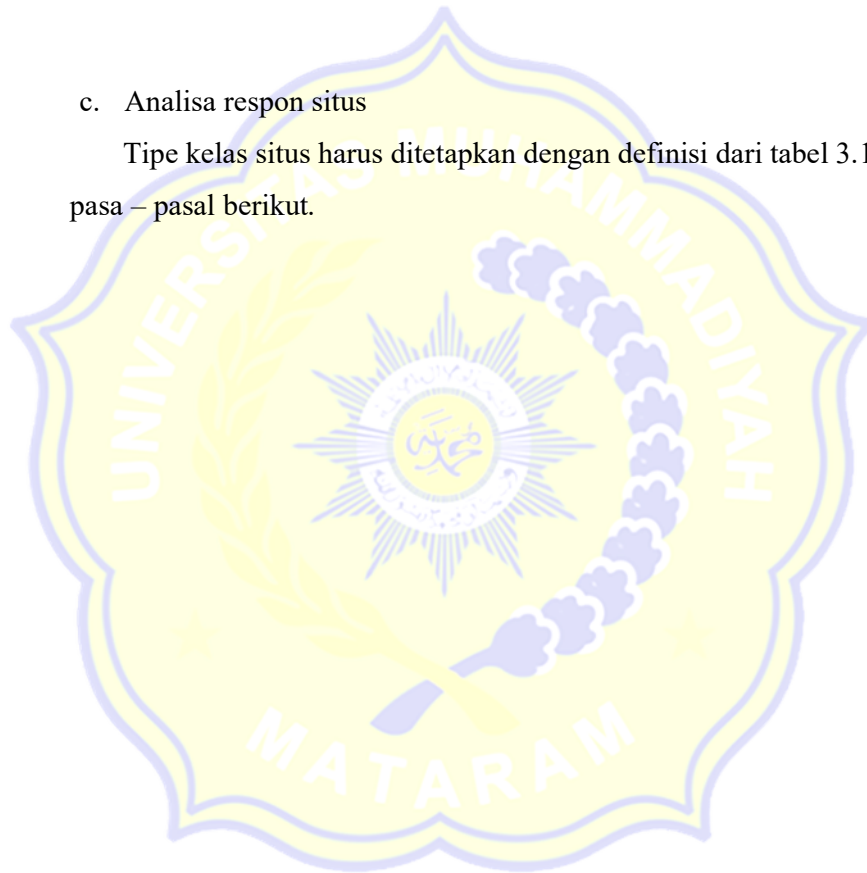 c. Analisa respon situs
Tipe kelas situs harus ditetapkan dengan definisi dari tabel 3.1
pasa – pasal berikut.
UNIVERSITAS MUHAMMADIYAH
MATARAM